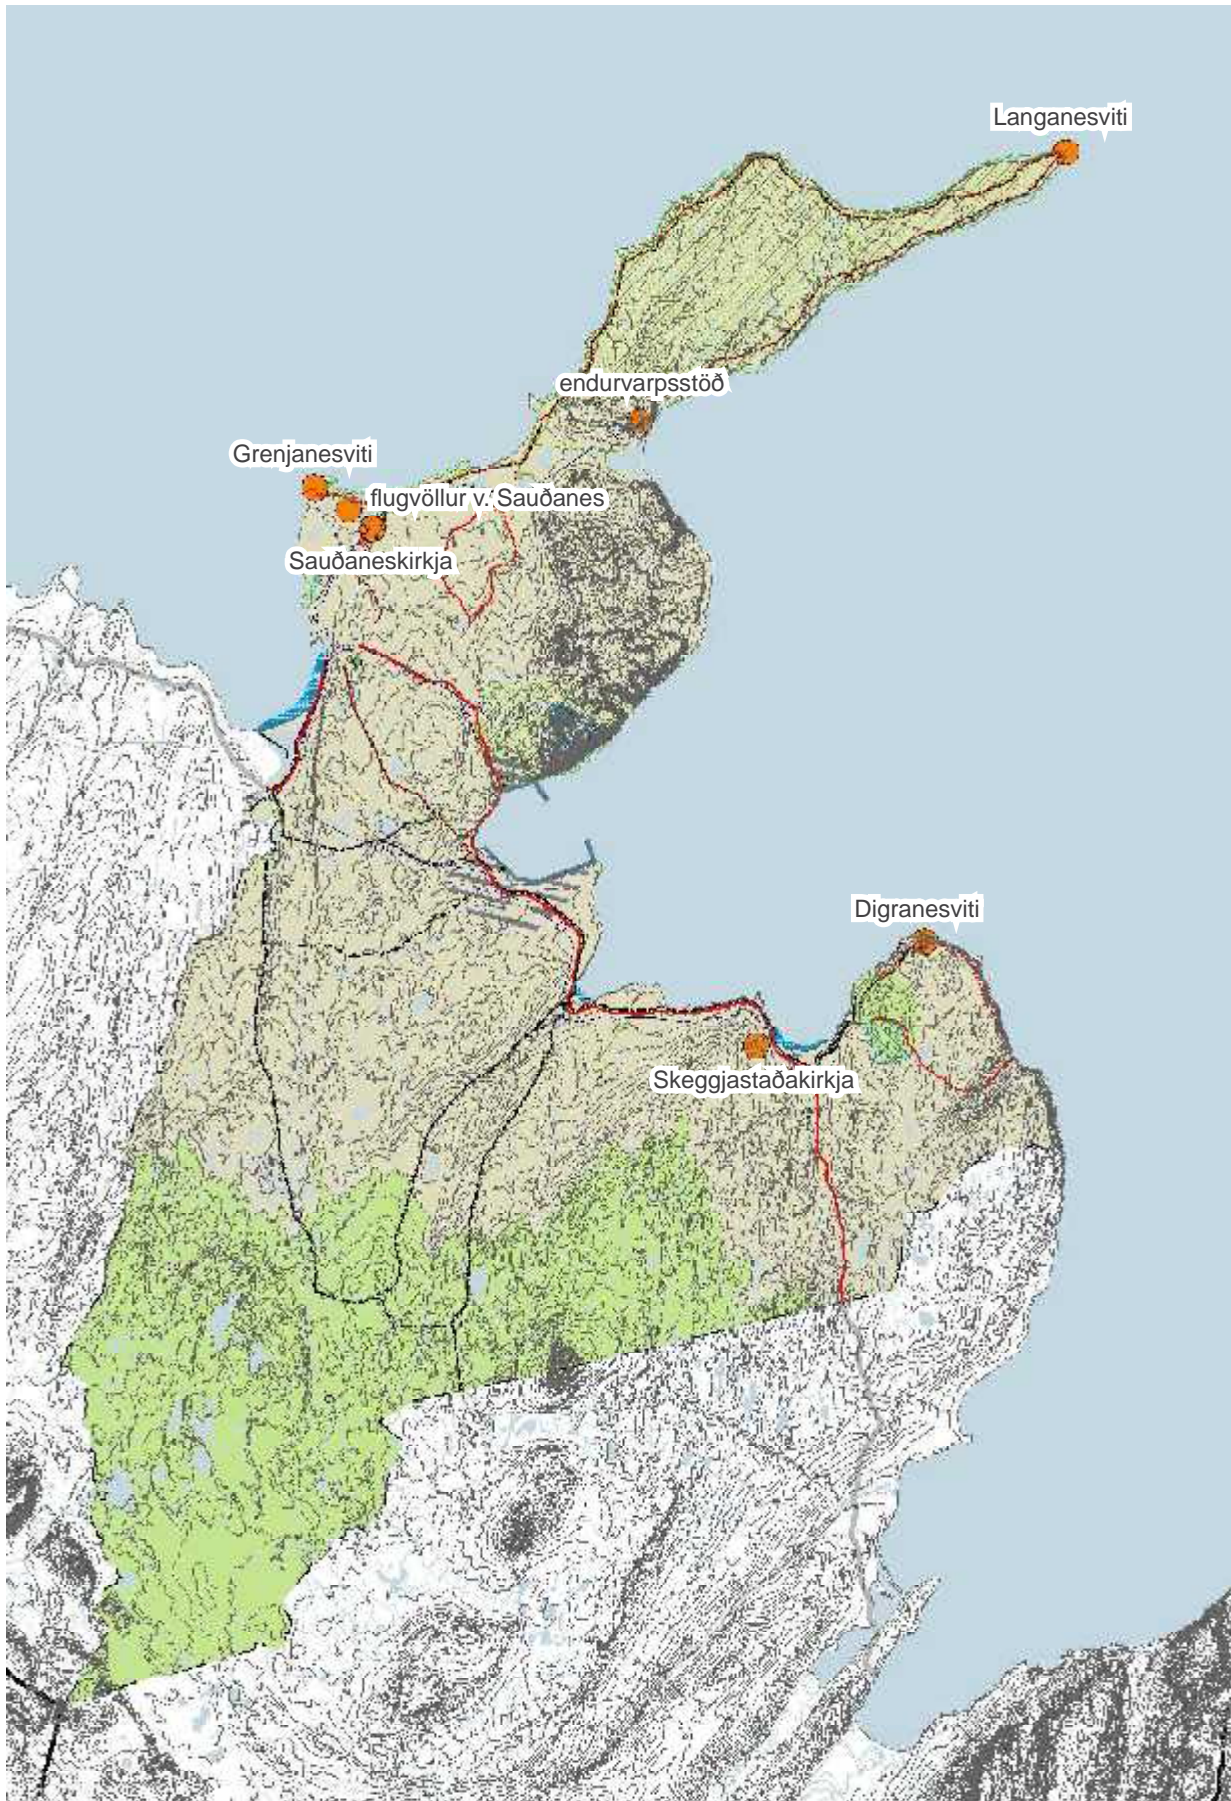 Langanesviti
endurvarpsstöð
Grenjanesviti
flugvöllur v. Sauðanes
Sauðaneskirkja
Digranesviti
Skeggjastaðakirkja